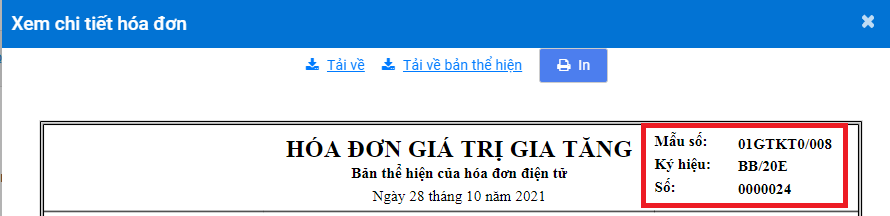 Xem chi tiết hóa đơn
Tải về Tải về bản thể hiện In
HÓA ĐƠN GIÁ TRỊ GIA TĂNG
Bản thể hiện của hóa đơn điện tử
Ngày 28 tháng 10 năm 2021
Mẫu số: 01GTKT0/008
Ký hiệu: BB/20E
Số: 0000024